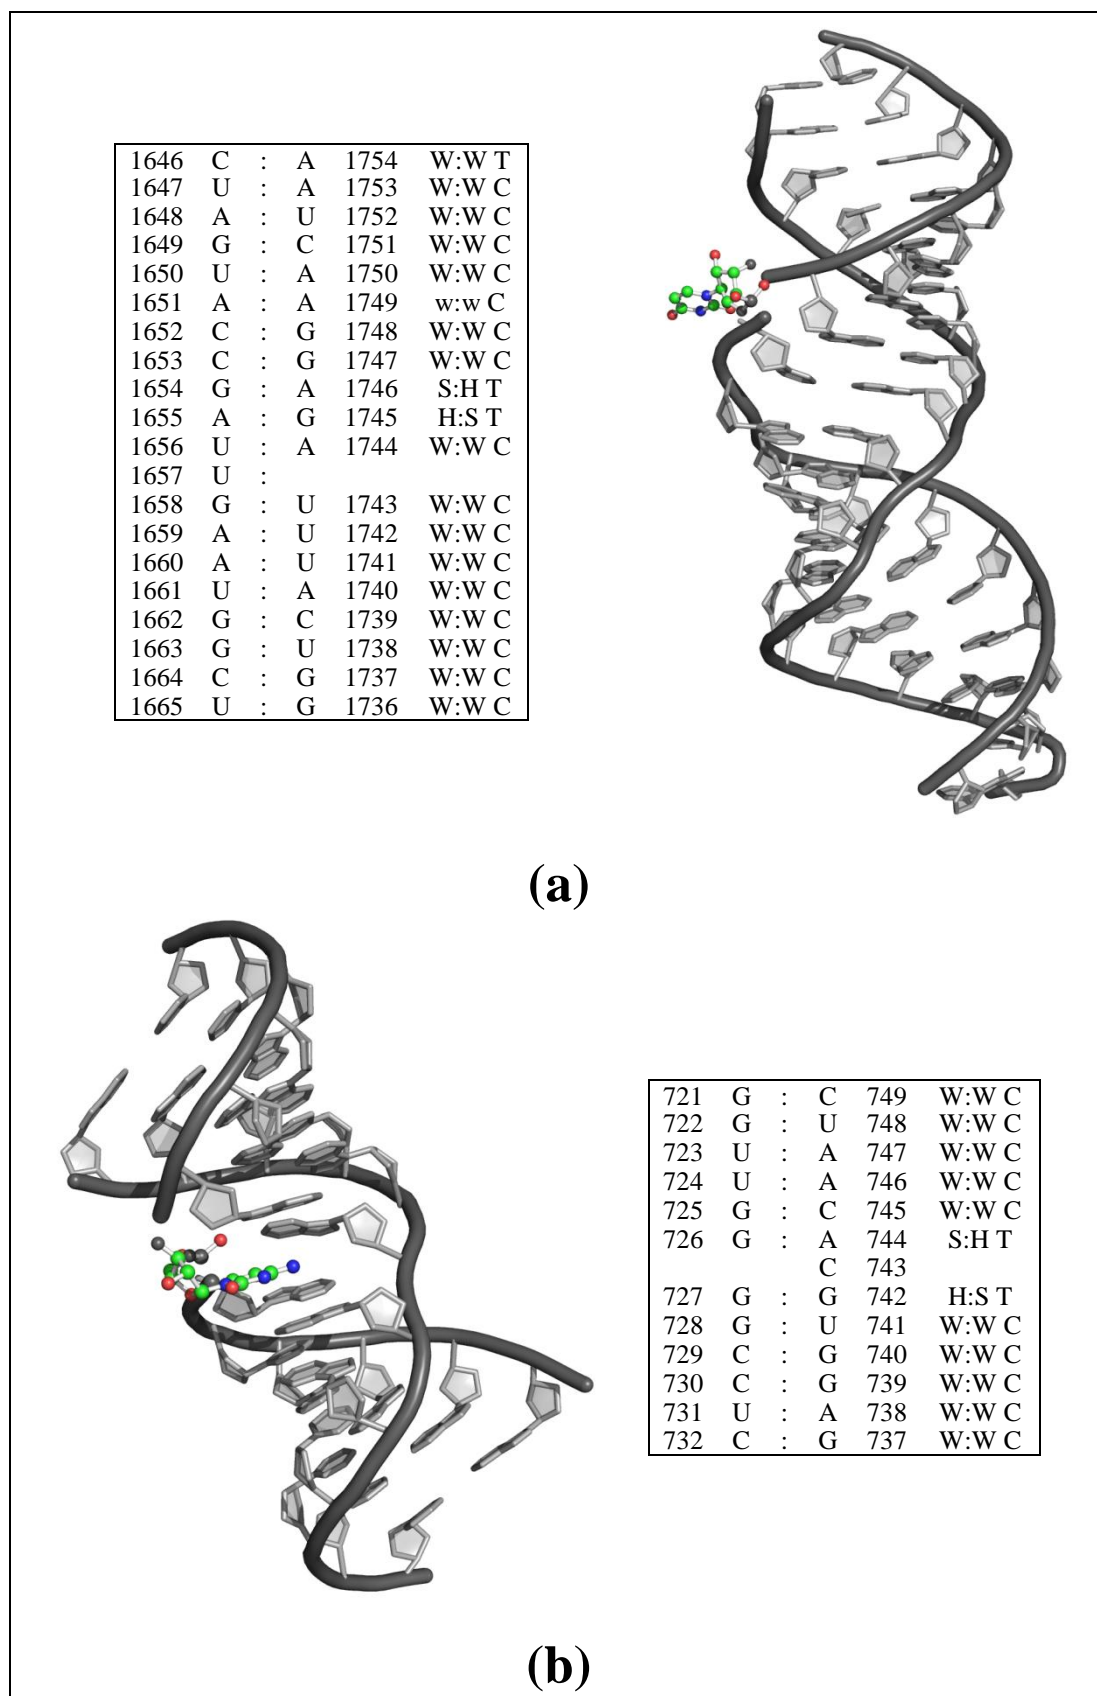 1646 C : A 1754 W:W T
1647 U : A 1753 W:W C
1648 A : U 1752 W:W C
1649 G : C 1751 W:W C
1650 U : A 1750 W:W C
1651 A : A 1749 w:w C
1652 C : G 1748 W:W C
1653 C : G 1747 W:W C
1654 G : A 1746 S:H T
1655 A : G 1745 H:S T
1656 U : A 1744 W:W C
1657 U :
1658 G : U 1743 W:W C
1659 A : U 1742 W:W C
1660 A : U 1741 W:W C
1661 U : A 1740 W:W C
1662 G : C 1739 W:W C
1663 G : U 1738 W:W C
1664 C : G 1737 W:W C
1665 U : G 1736 W:W C
(a)
721 G : C 749 W:W C
722 G : U 748 W:W C
723 U : A 747 W:W C
724 U : A 746 W:W C
725 G : C 745 W:W C
726 G : A 744 S:H T
C 743
727 G : G 742 H:S T
728 G : U 741 W:W C
729 C : G 740 W:W C
730 C : G 739 W:W C
731 U : A 738 W:W C
732 C : G 737 W:W C
(b)